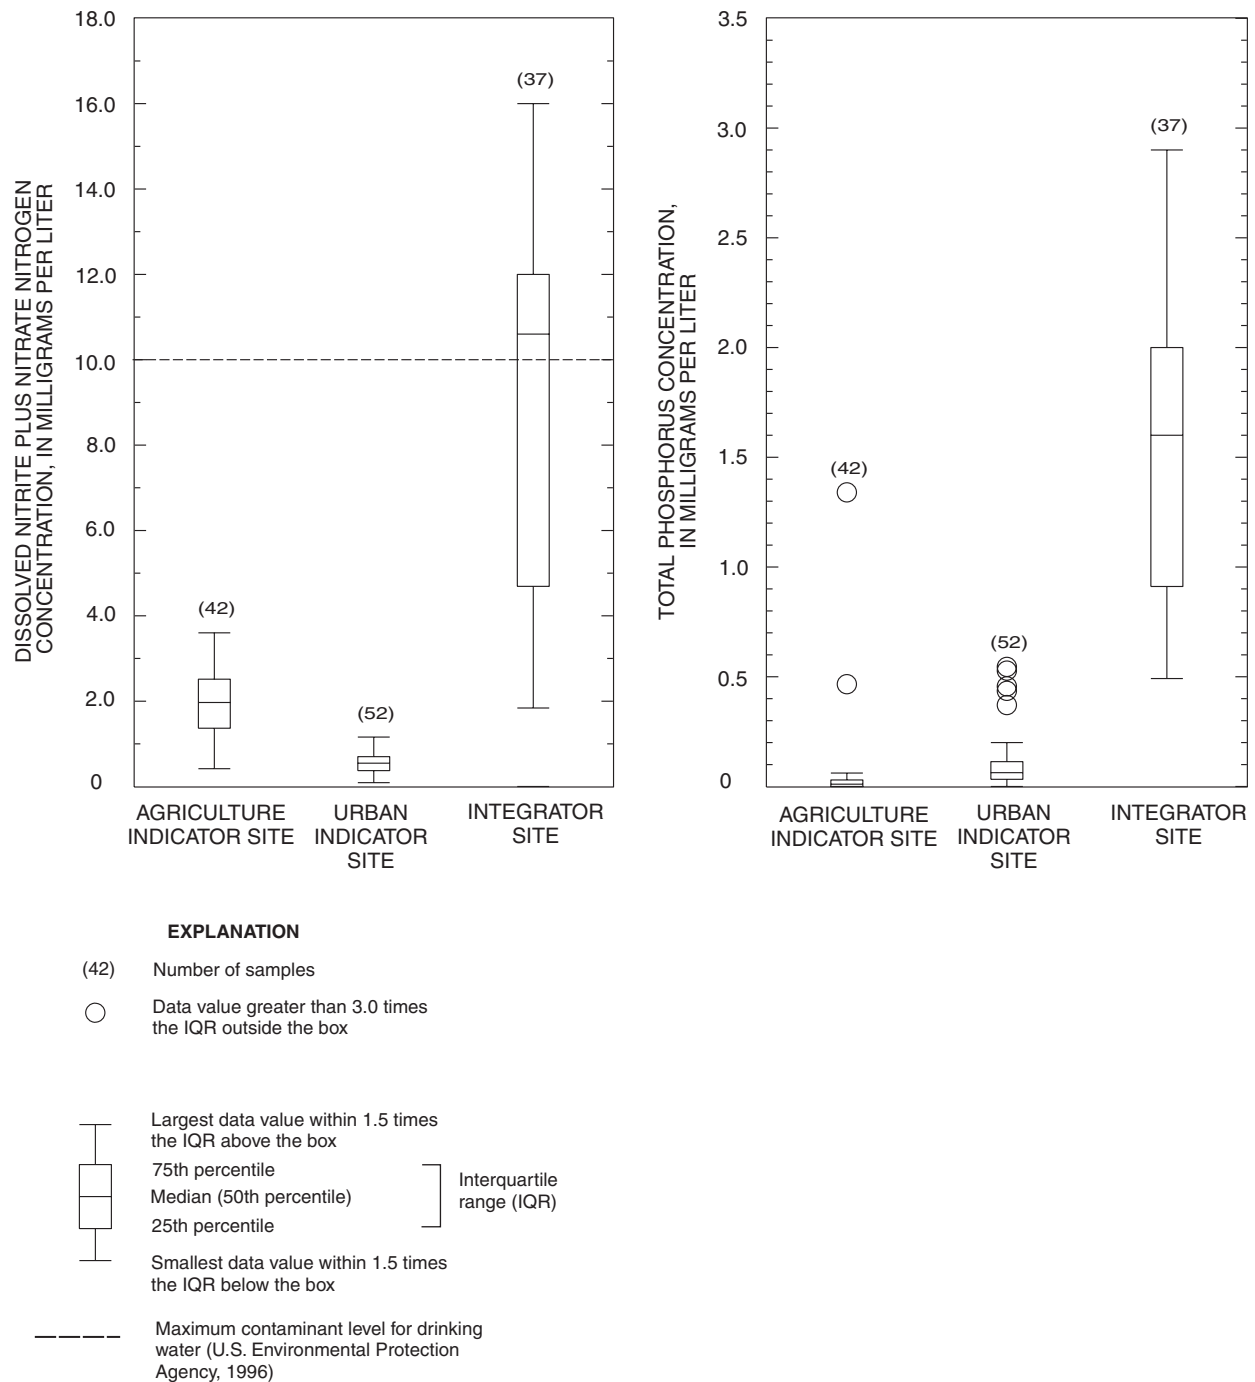 DISSOLVED NITRITE PLUS NITRATE NITROGEN
CONCENTRATION, IN MILLIGRAMS PER LITER
18.0
16.0
14.0
12.0
10.0
8.0
6.0
4.0
2.0
0
(42)
(52)
(37)
AGRICULTURE
INDICATOR SITE
URBAN
INDICATOR
SITE
INTEGRATOR
SITE
TOTAL PHOSPHORUS CONCENTRATION,
IN MILLIGRAMS PER LITER
3.5
3.0
2.5
2.0
1.5
1.0
0.5
0
(42)
(52)
(37)
AGRICULTURE
INDICATOR SITE
URBAN
INDICATOR
SITE
INTEGRATOR
SITE
EXPLANATION
(42) Number of samples
Data value greater than 3.0 times
the IQR outside the box
Largest data value within 1.5 times
the IQR above the box
75th percentile
Median (50th percentile)
25th percentile
Interquartile
range (IQR)
Smallest data value within 1.5 times
the IQR below the box
Maximum contaminant level for drinking
water (U.S. Environmental Protection
Agency, 1996)